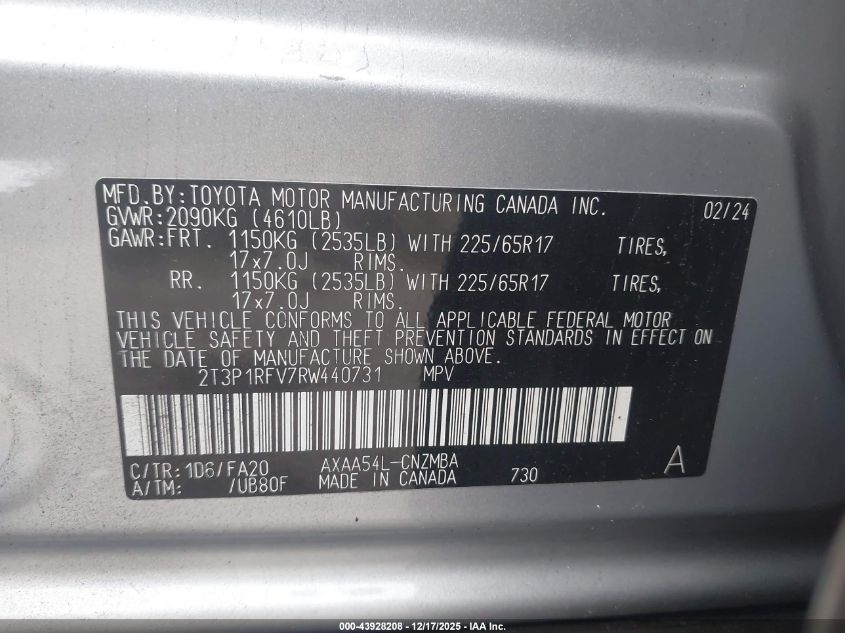 MFD.BY:TOYOTA MOTOR MANUFACTURING CANADA INC. 02/24
GVWR:2090KG (4610LB)
GAWR:FRT. 1150KG (2535LB) WITH 225/65R17 TIRES,
17x7.0J RIMS.
RR. 1150KG (2535LB) WITH 225/65R17 TIRES,
17x7.0J RIMS.
THIS VEHICLE CONFORMS TO ALL APPLICABLE FEDERAL MOTOR
VEHICLE SAFETY AND THEFT PREVENTION STANDARDS IN EFFECT ON
THE DATE OF MANUFACTURE SHOWN ABOVE.
2T3P1RFV7RW440731 MPV
C/TR:1D6/FA20 AXAA54L-CNZMBA A
A/TM: /UB80F MADE IN CANADA 730
000-43928208 - 12/17/2025 - IAA Inc.